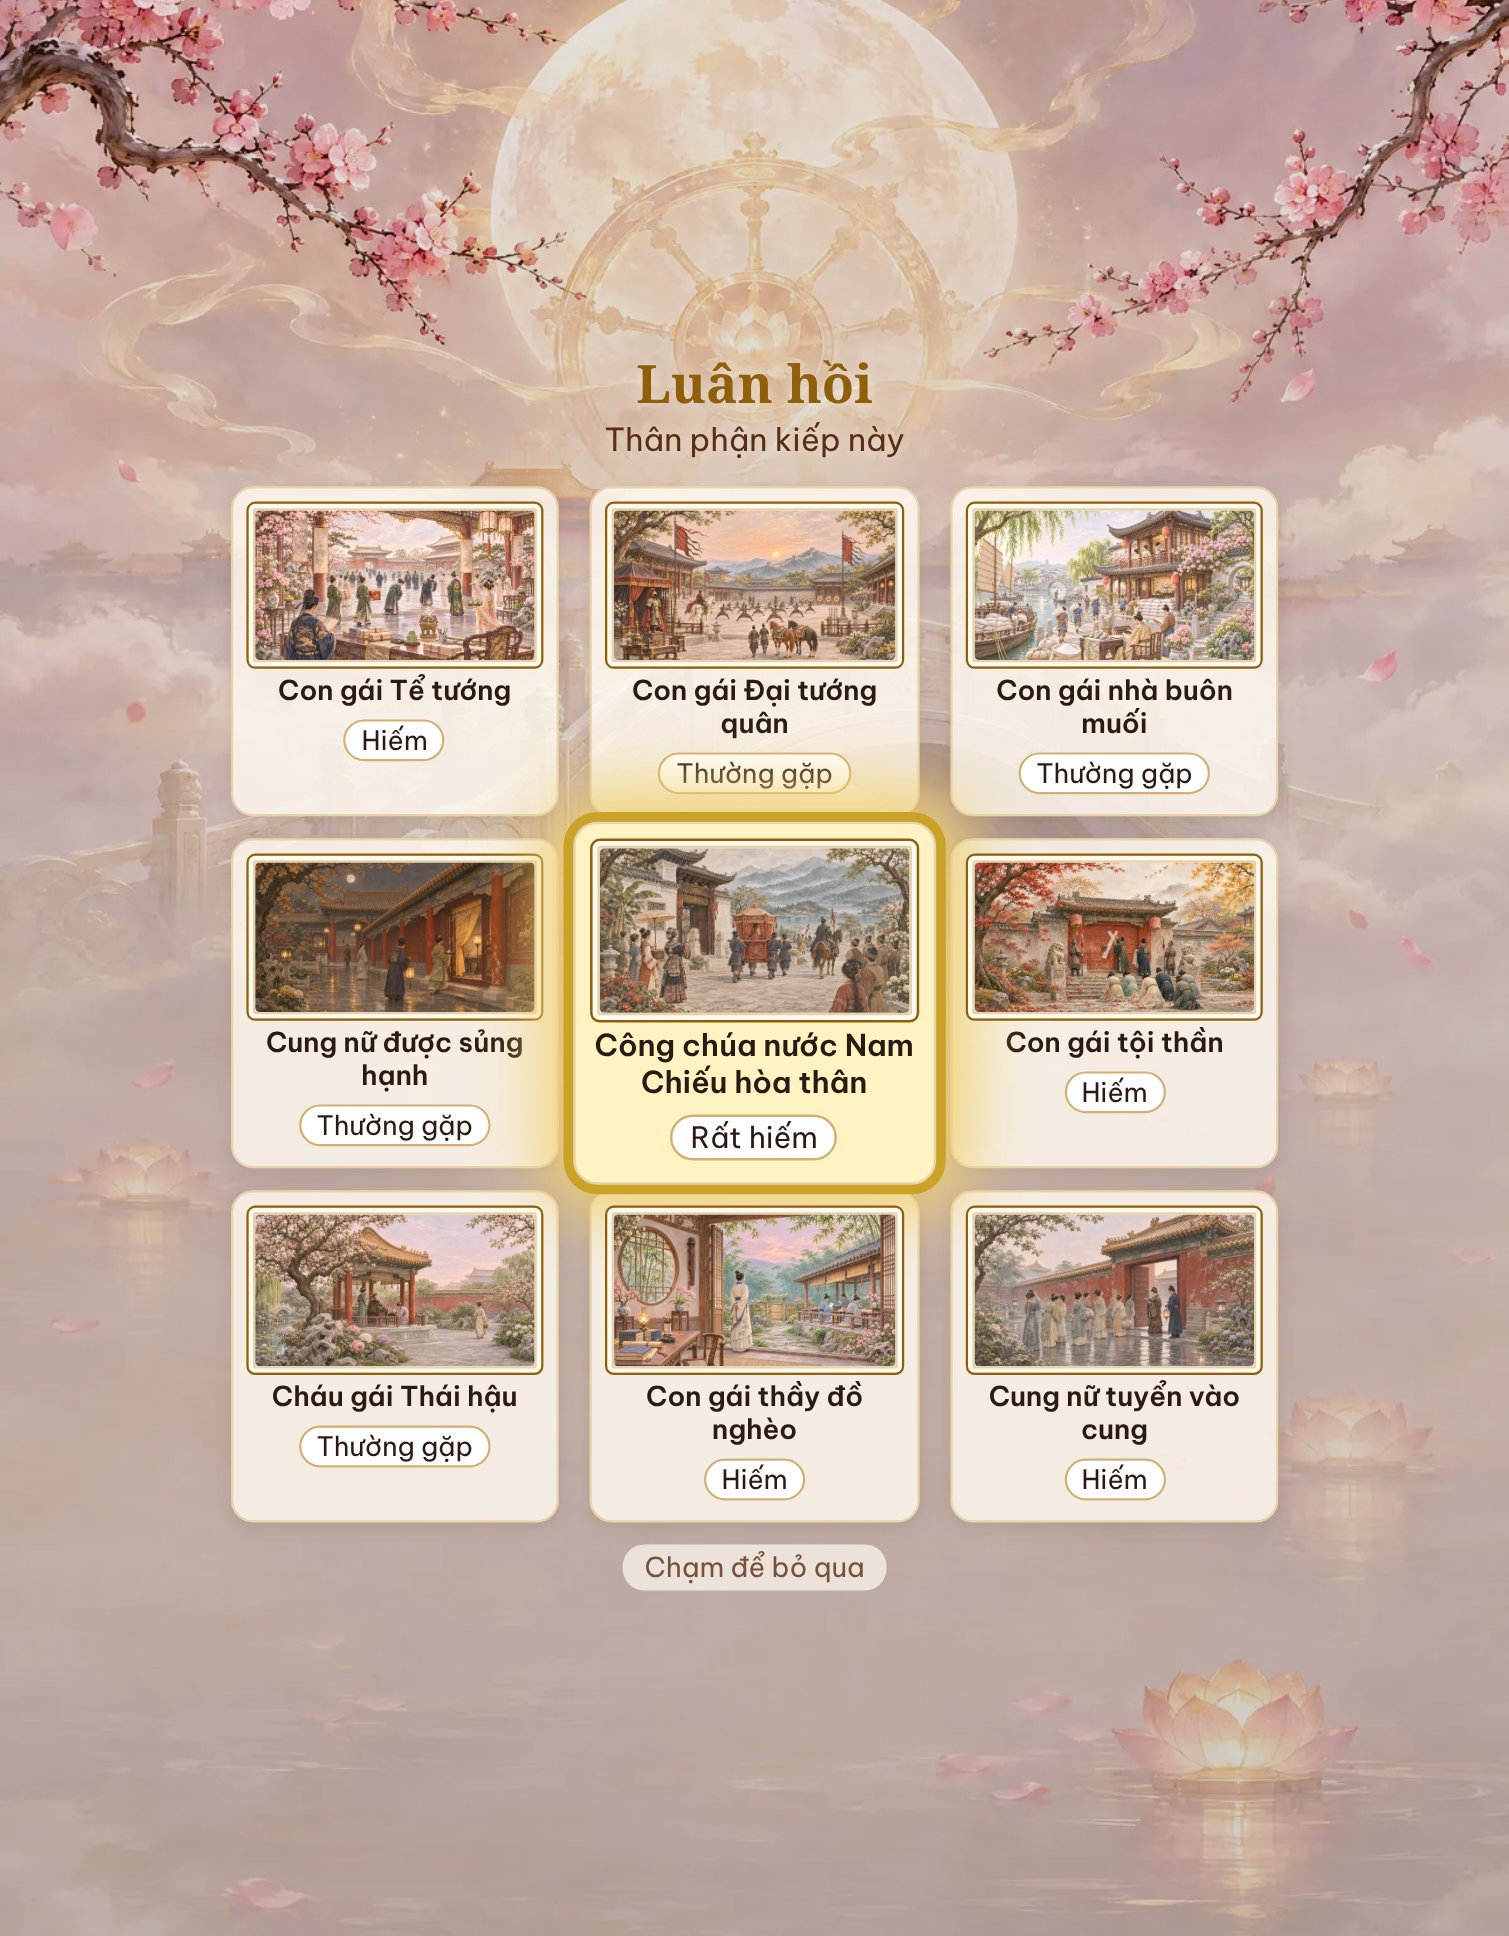 Luân hồi
Thân phận kiếp này
Con gái Tể tướng
Hiếm
Con gái Đại tướng
quân
Thường gặp
Con gái nhà buôn
muối
Thường gặp
Cung nữ được sủng
hạnh
Thường gặp
Công chúa nước Nam
Chiếu hòa thân
Rất hiếm
Con gái tội thần
Hiếm
Cháu gái Thái hậu
Thường gặp
Con gái thầy đồ
nghèo
Hiếm
Cung nữ tuyển vào
cung
Hiếm
Chạm để bỏ qua